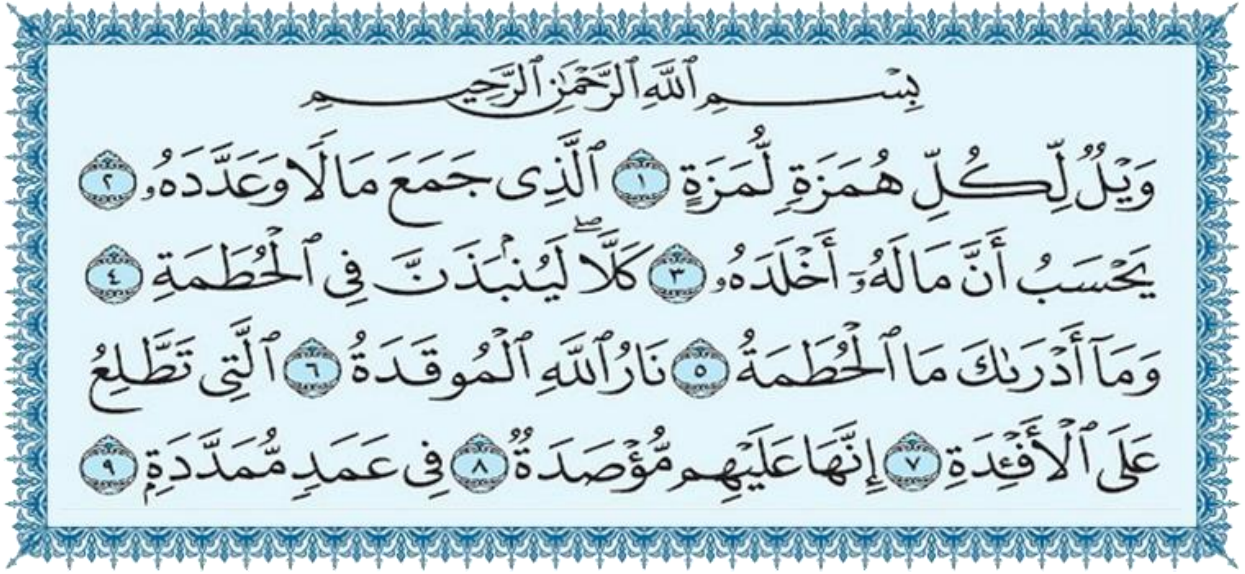 بِسْمِ ٱللَّهِ ٱلرَّحْمَٰنِ ٱلرَّحِيمِ
وَيْلٌ لِّكُلِّ هُمَزَةٍ لُّمَزَةٍ ١ ٱلَّذِى جَمَعَ مَالًا وَعَدَّدَهُۥ ٢
يَحْسَبُ أَنَّ مَالَهُۥٓ أَخْلَدَهُۥ ٣ كَلَّا ۖ لَيُنۢبَذَنَّ فِى ٱلْحُطَمَةِ ٤
وَمَآ أَدْرَىٰكَ مَا ٱلْحُطَمَةُ ٥ نَارُ ٱللَّهِ ٱلْمُوقَدَةُ ٦ ٱلَّتِى تَطَّلِعُ
عَلَى ٱلْأَفْـِٔدَةِ ٧ إِنَّهَا عَلَيْهِم مُّؤْصَدَةٌ ٨ فِى عَمَدٍ مُّمَدَّدَةٍۭ ٩